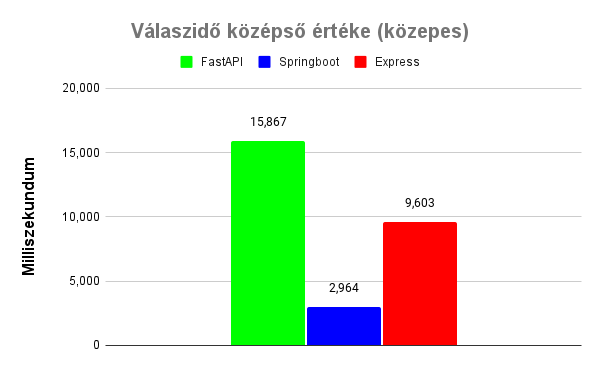 Válaszidő középső értéke (közepes)
FastAPI Springboot Express
Milliszekundum
20,000
15,000
10,000
5,000
0
15,867
2,964
9,603